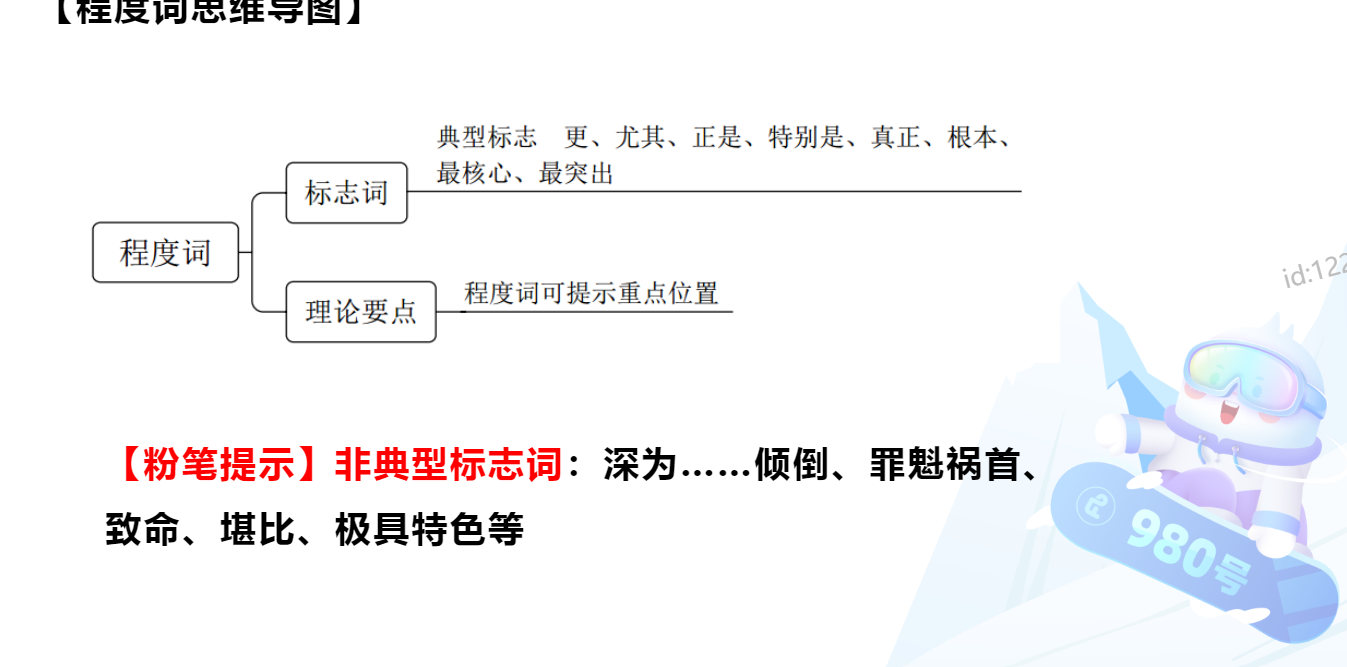 【程度词思维导图】
典型标志 更、尤其、正是、特别是、真正、根本、
最核心、最突出
标志词
程度词
理论要点
程度词可提示重点位置
id:122
【粉笔提示】非典型标志词：深为……倾倒、罪魁祸首、
致命、堪比、极具特色等
980号